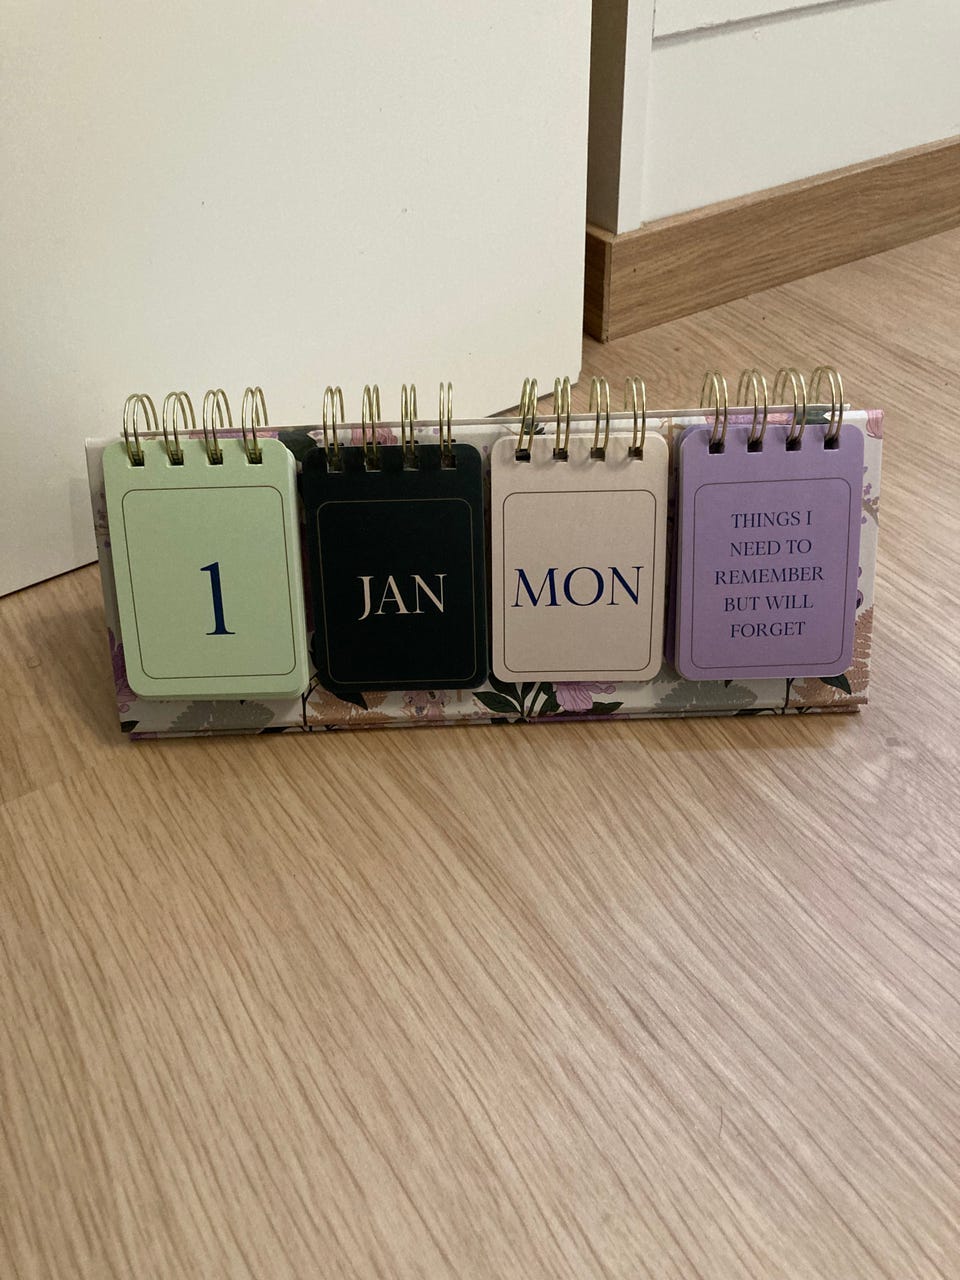 1
JAN
MON
THINGS I
NEED TO
REMEMBER
BUT WILL
FORGET